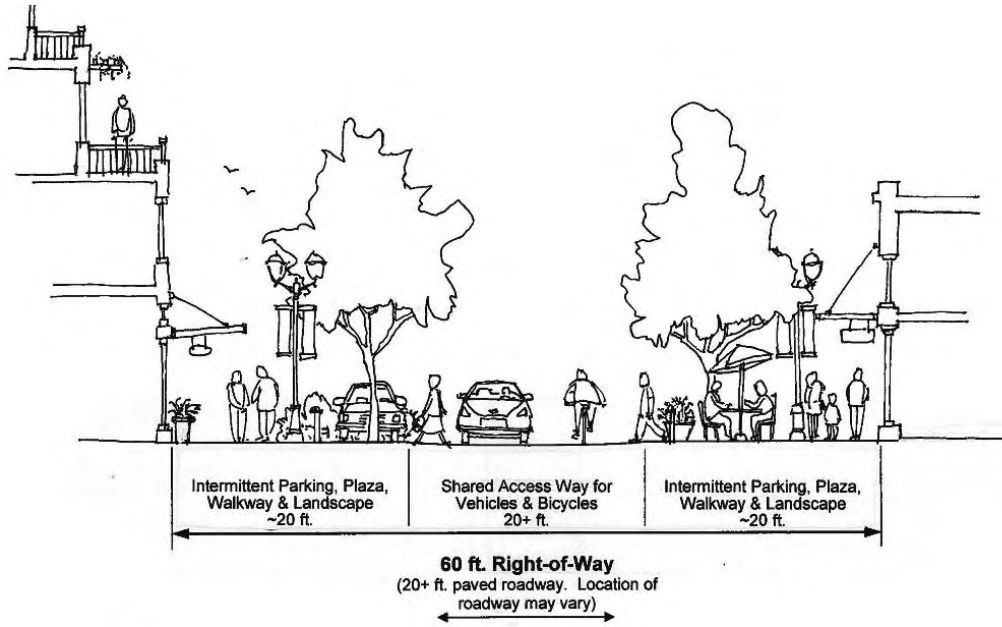 Intermittent Parking, Plaza,
Walkway & Landscape
~20 ft.
Shared Access Way for
Vehicles & Bicycles
20+ ft.
Intermittent Parking, Plaza,
Walkway & Landscape
~20 ft.
60 ft. Right-of-Way
(20+ ft. paved roadway. Location of
roadway may vary)